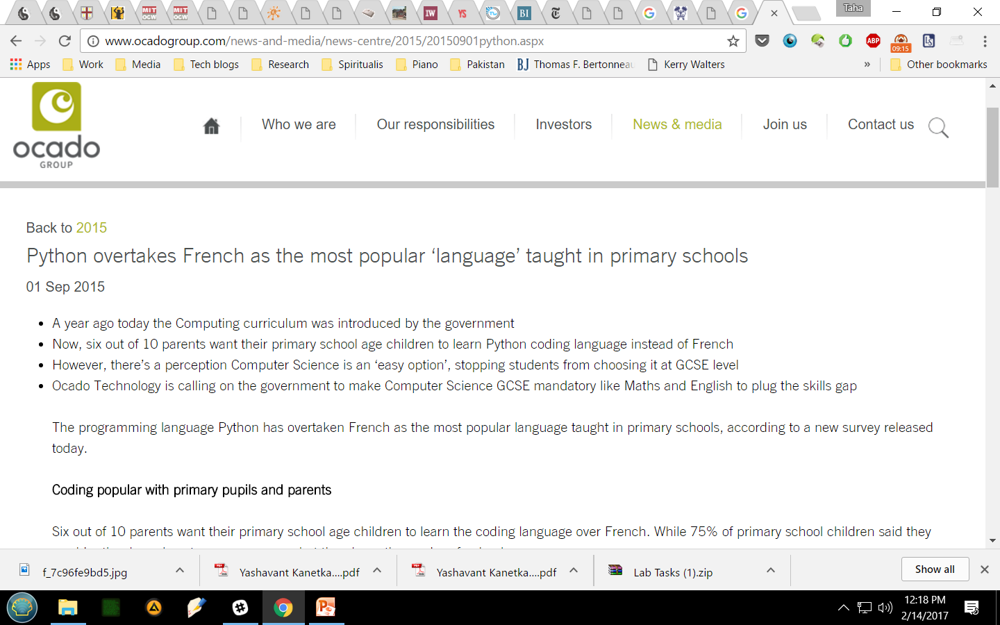 Taha
www.ocadogroup.com/news-and-media/news-centre/2015/20150901python.aspx
ABP
09:15
LS
Apps
Work
Media
Tech blogs
Research
Spiritualis
Piano
Pakistan
BJ Thomas F. Bertonneau
Kerry Walters
»
Other bookmarks
MIT OCW
MIT OCW
IW
YS
BI
ocado
GROUP
Who we are
Our responsibilities
Investors
News & media
Join us
Contact us
Back to 2015
Python overtakes French as the most popular ‘language’ taught in primary schools
01 Sep 2015
• A year ago today the Computing curriculum was introduced by the government
• Now, six out of 10 parents want their primary school age children to learn Python coding language instead of French
• However, there’s a perception Computer Science is an ‘easy option’, stopping students from choosing it at GCSE level
• Ocado Technology is calling on the government to make Computer Science GCSE mandatory like Maths and English to plug the skills gap
The programming language Python has overtaken French as the most popular language taught in primary schools, according to a new survey released
today.
Coding popular with primary pupils and parents
Six out of 10 parents want their primary school age children to learn the coding language over French. While 75% of primary school children said they
f_7c96fe9bd5.jpg
Yashavant Kanetka....pdf
Yashavant Kanetka....pdf
Lab Tasks (1).zip
Show all
12:18 PM
2/14/2017